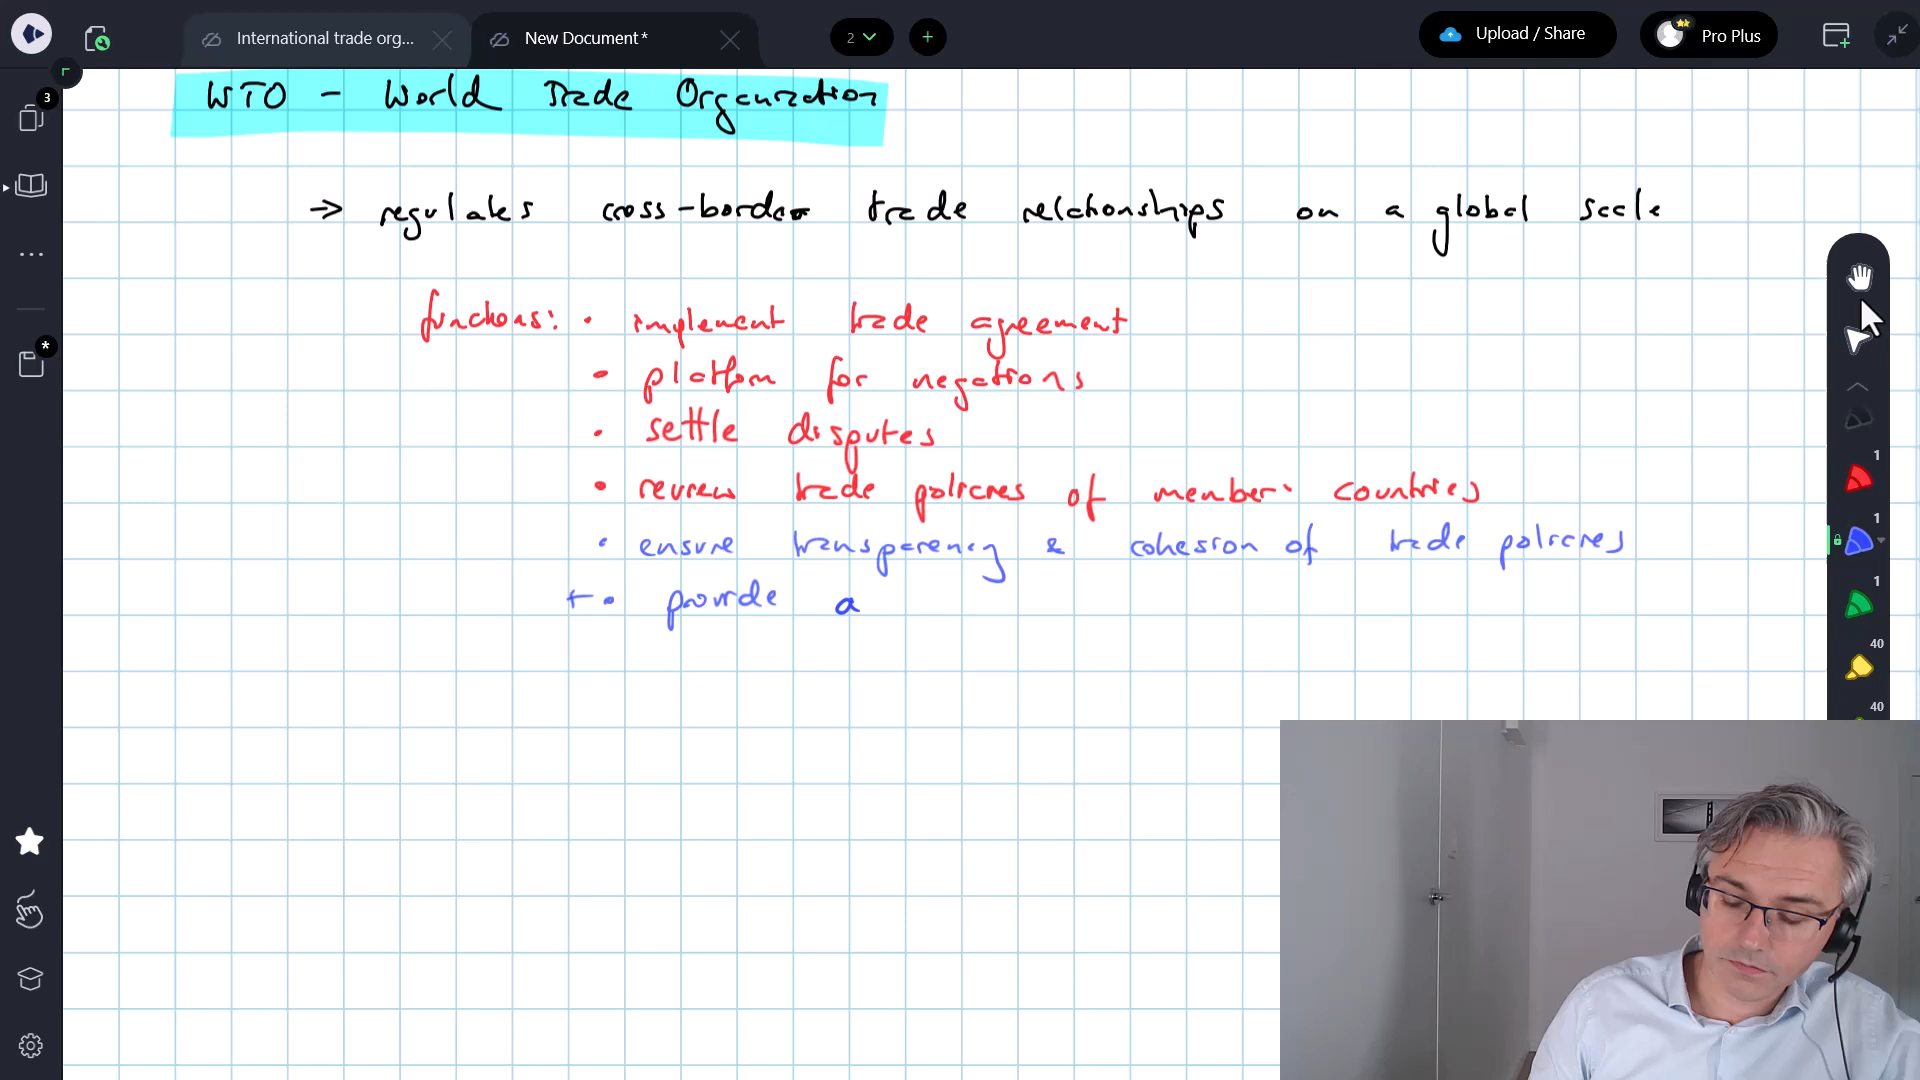 International trade org...
New Document*
2
Upload / Share
Pro Plus
3
WTO - World Trade Organization
→ regulates cross-border trade relationships on a global scale
functions: • implement trade agreement
• platform for negations
• settle disputes
• review trade policies of member countries
• ensure transparency & cohesion of trade policies
+ • provide a
*
1
1
1
40
40